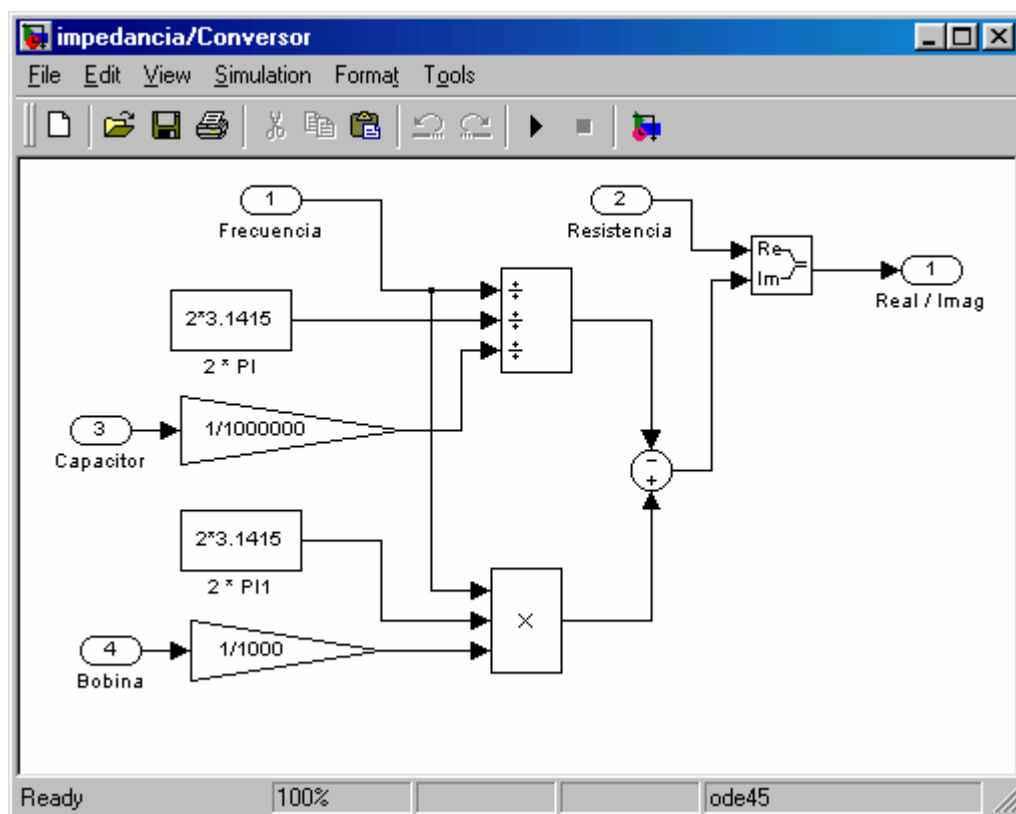 impedancia/Conversor
File Edit View Simulation Format Tools
1
Frecuencia
2
Resistencia
Re
Im
1
Real / Imag
÷
÷
÷
2*3.1415
2 * PI
3
Capacitor
1/1000000
-
+
2*3.1415
2 * PI1
×
4
Bobina
1/1000
Ready 100% ode45